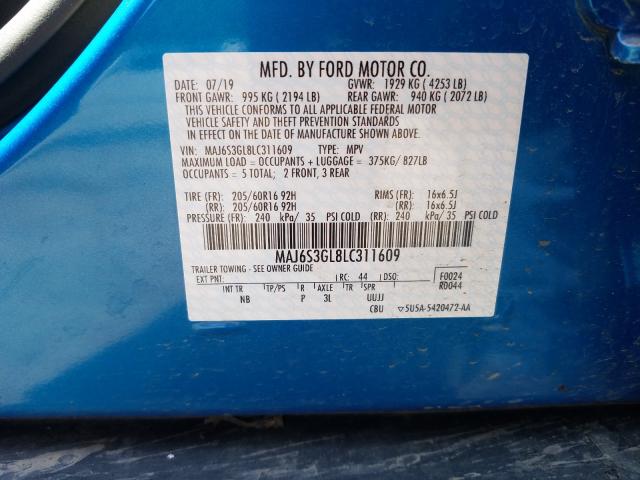 MFD. BY FORD MOTOR CO.
DATE: 07/19 GVWR: 1929 KG ( 4253 LB)
FRONT GAWR: 995 KG ( 2194 LB) REAR GAWR: 940 KG ( 2072 LB)
THIS VEHICLE CONFORMS TO ALL APPLICABLE FEDERAL MOTOR
VEHICLE SAFETY AND THEFT PREVENTION STANDARDS
IN EFFECT ON THE DATE OF MANUFACTURE SHOWN ABOVE.
VIN: MAJ6S3GL8LC311609 TYPE: MPV
MAXIMUM LOAD = OCCUPANTS + LUGGAGE = 375KG/ 827LB
OCCUPANTS = 5 TOTAL; 2 FRONT, 3 REAR
TIRE (FR): 205/60R16 92H RIMS (FR): 16x6.5J
(RR): 205/60R16 92H (RR): 16x6.5J
PRESSURE (FR): 240 kPa/ 35 PSI COLD (RR): 240 kPa/ 35 PSI COLD
MAJ6S3GL8LC311609
TRAILER TOWING - SEE OWNER GUIDE
EXT PNT: RC: 44 DSO: F0024
R0044
INT TR TP/PS R AXLE TR SPR
NB P 3L UUJJ
CBU ▽5U5A-5420472-AA